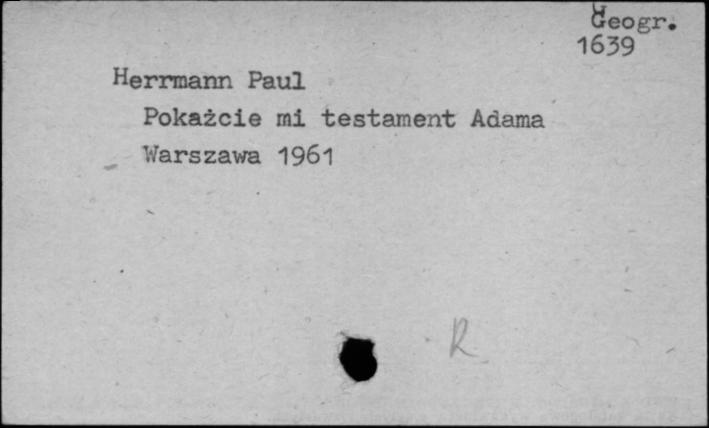 Geogr.
1639
Herrmann Paul
Pokażcie mi testament Adama
Warszawa 1961
R